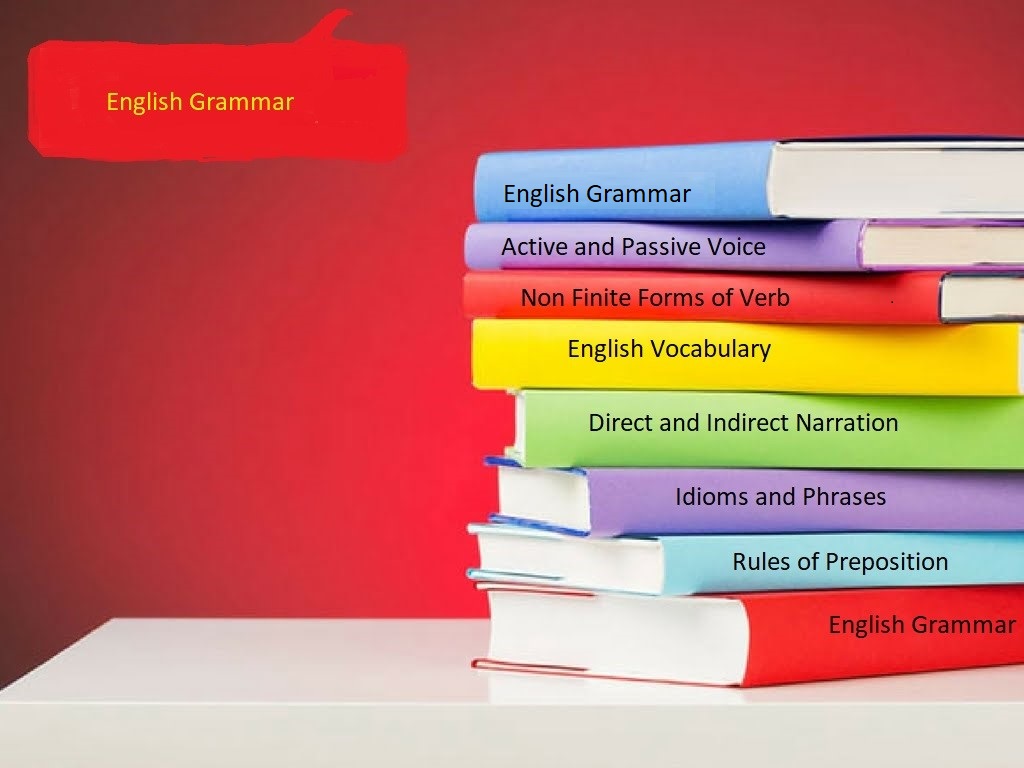 English Grammar
English Grammar
Active and Passive Voice
Non Finite Forms of Verb
English Vocabulary
Direct and Indirect Narration
Idioms and Phrases
Rules of Preposition
English Grammar